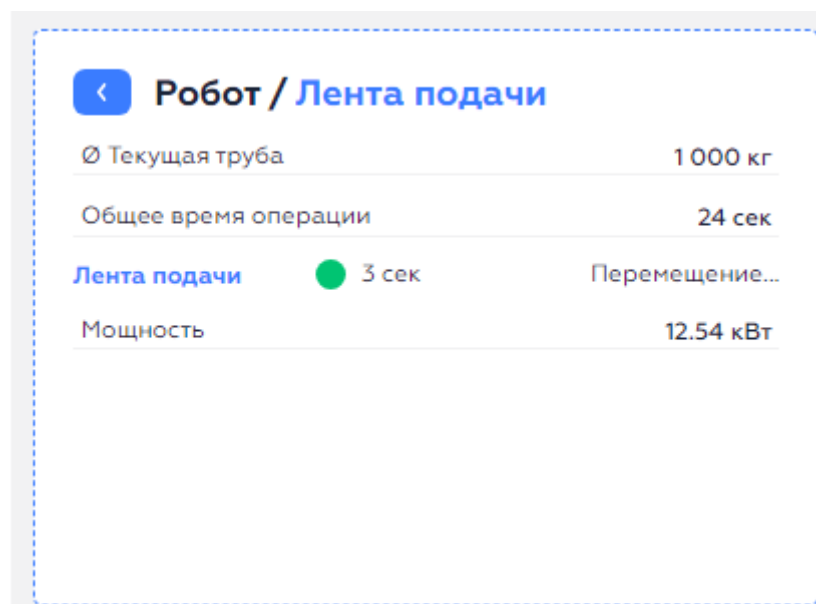 Робот / Лента подачи
Ø Текущая труба 1 000 кг
Общее время операции 24 сек
Лента подачи 3 сек Перемещение...
Мощность 12.54 кВт